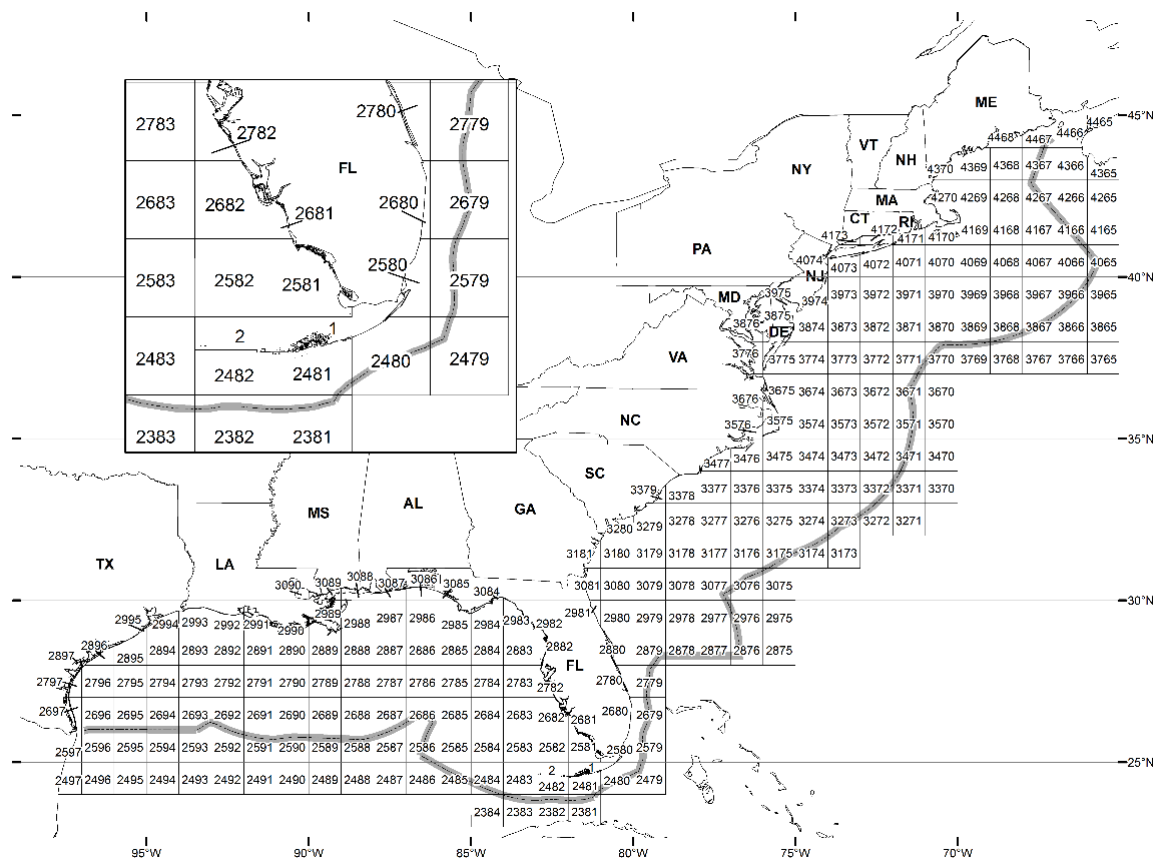 ME
45°N
4465
4466
4467
4468
VT
NH
NY
4370 4369 4368 4367 4366
4365
MA
4270 4269 4268 4267 4266 4265
CT
RI
4173 4172 4171 4170 4169 4168 4167 4166 4165
PA
4074 4073 4072 4071 4070 4069 4068 4067 4066 4065
NJ
40°N
MD
3975 3974 3973 3972 3971 3970 3969 3968 3967 3966 3965
DE
3876 3875 3874 3873 3872 3871 3870 3869 3868 3867 3866 3865
VA
3776 3775 3774 3773 3772 3771 3770 3769 3768 3767 3766 3765
3676 3675 3674 3673 3672 3671 3670
NC
3576 3575 3574 3573 3572 3571 3570
35°N
3477 3476 3475 3474 3473 3472 3471 3470
SC
3379 3378 3377 3376 3375 3374 3373 3372 3371 3370
3280 3279 3278 3277 3276 3275 3274 3273 3272 3271
3181 3180 3179 3178 3177 3176 3175 3174 3173
2783 2782 2780 2779
FL
2683 2682 2681 2680 2679
2583 2582 2581 2580 2579
2 1
2483 2482 2481 2480 2479
2383 2382 2381
TX LA MS AL GA
3090 3089 3088 3087 3086 3085 3084 3081 3080 3079 3078 3077 3076 3075
30°N
2995 2994 2993 2992 2991 2990 2989 2988 2987 2986 2985 2984 2983 2982 2981 2980 2979 2978 2977 2976 2975
2897 2896 2895 2894 2893 2892 2891 2890 2889 2888 2887 2886 2885 2884 2883 2882 2880 2879 2878 2877 2876 2875
FL
2797 2796 2795 2794 2793 2792 2791 2790 2789 2788 2787 2786 2785 2784 2783 2782 2780 2779
2697 2696 2695 2694 2693 2692 2691 2690 2689 2688 2687 2686 2685 2684 2683 2682 2681 2680 2679
2597 2596 2595 2594 2593 2592 2591 2590 2589 2588 2587 2586 2585 2584 2583 2582 2581 2580 2579
2 1
25°N
2497 2496 2495 2494 2493 2492 2491 2490 2489 2488 2487 2486 2485 2484 2483 2482 2481 2480 2479
2384 2383 2382 2381
95°W 90°W 85°W 80°W 75°W 70°W